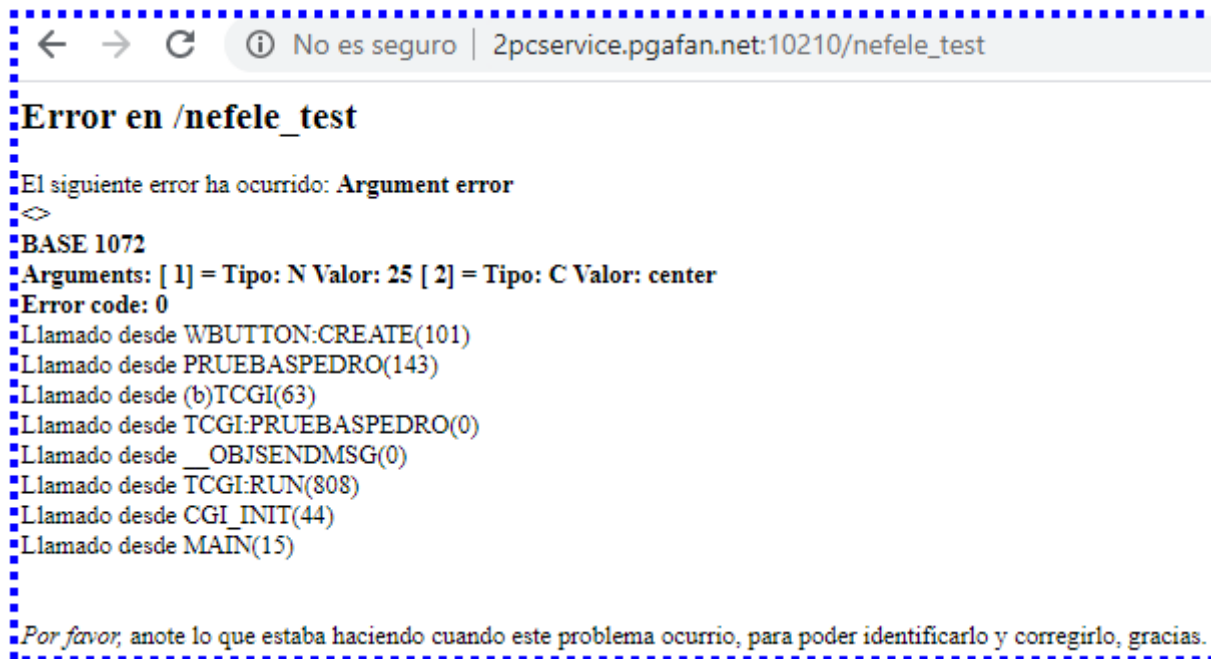 No es seguro | 2pcservice.pgafan.net:10210/nefele_test
Error en /nefele_test
El siguiente error ha ocurrido: Argument error
<>
BASE 1072
Arguments: [ 1] = Tipo: N Valor: 25 [ 2] = Tipo: C Valor: center
Error code: 0
Llamado desde WBUTTON:CREATE(101)
Llamado desde PRUEBASPEDRO(143)
Llamado desde (b)TCGI(63)
Llamado desde TCGI:PRUEBASPEDRO(0)
Llamado desde __OBJSENDMSG(0)
Llamado desde TCGI:RUN(808)
Llamado desde CGI_INIT(44)
Llamado desde MAIN(15)
Por favor, anote lo que estaba haciendo cuando este problema ocurrio, para poder identificarlo y corregirlo, gracias.